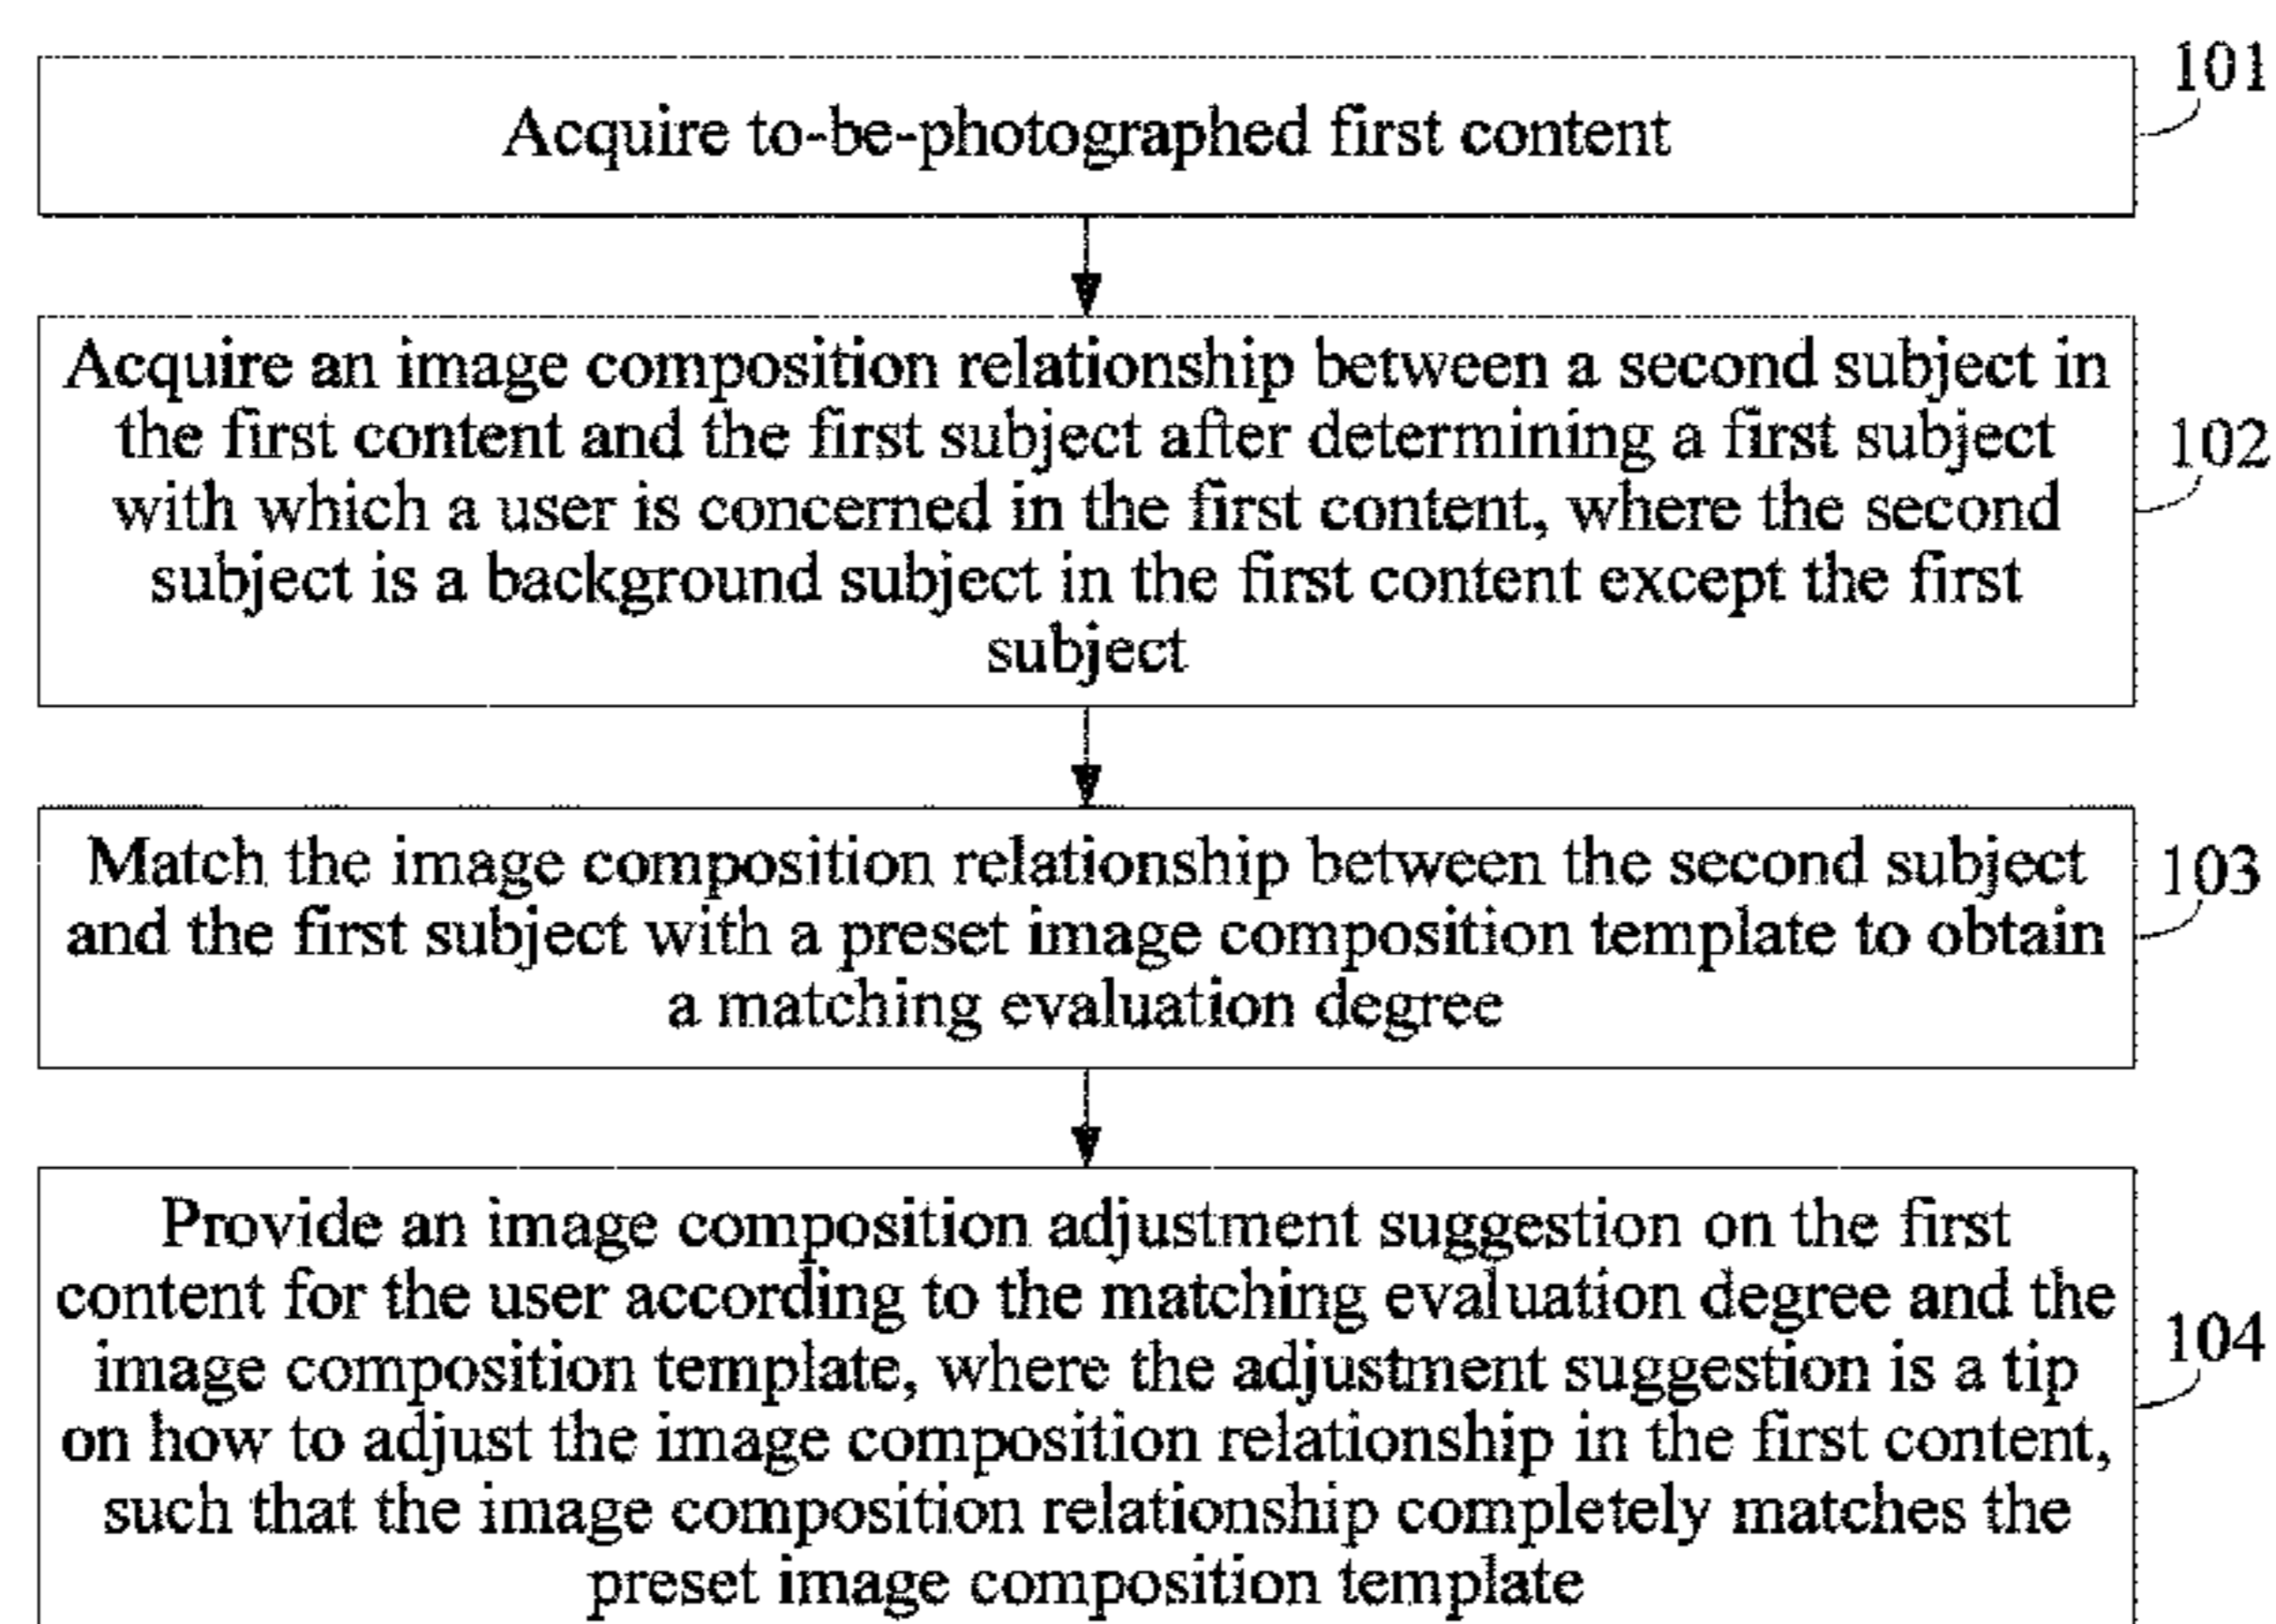 101
Acquire to-be-photographed first content
Acquire an image composition relationship between a second subject in
the first content and the first subject after determining a first subject
with which a user is concerned in the first content, where the second
subject is a background subject in the first content except the first
subject
102
Match the image composition relationship between the second subject
and the first subject with a preset image composition template to obtain
a matching evaluation degree
103
Provide an image composition adjustment suggestion on the first
content for the user according to the matching evaluation degree and the
image composition template, where the adjustment suggestion is a tip
on how to adjust the image composition relationship in the first content,
such that the image composition relationship completely matches the
preset image composition template
104